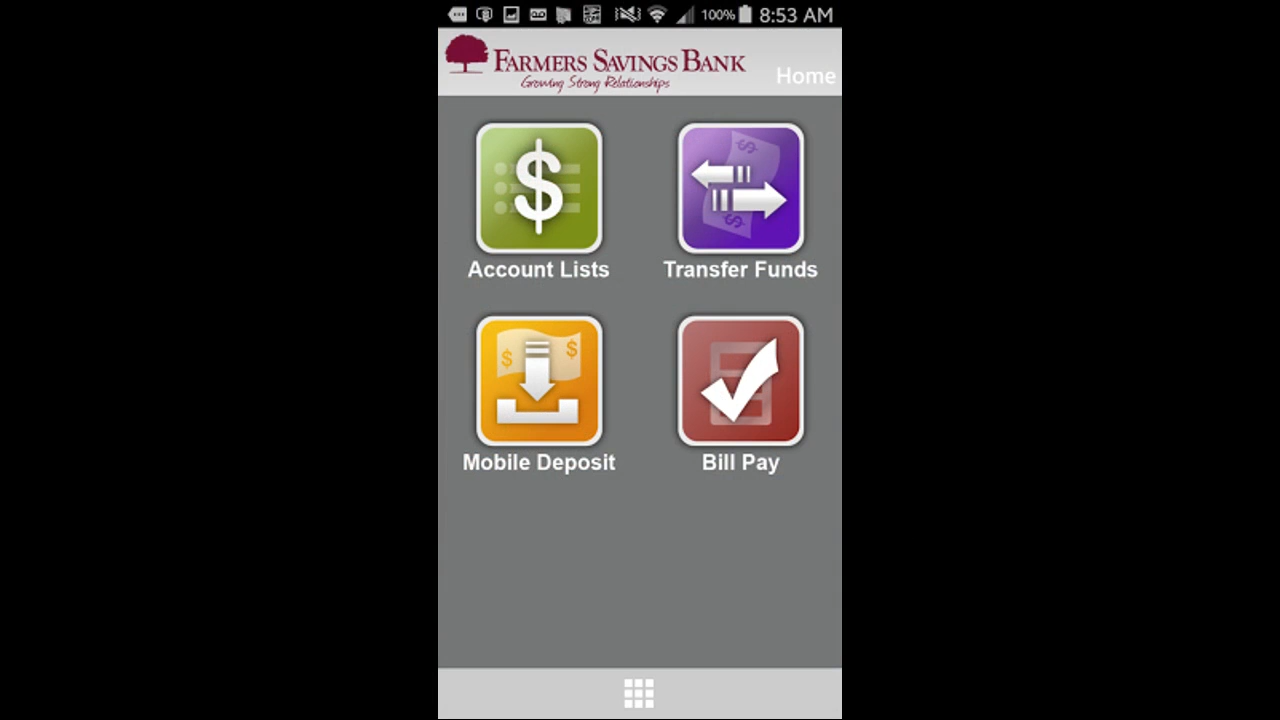 100% 8:53 AM
FARMERS SAVINGS BANK
Growing Strong Relationships
Home
$
$
$
Account Lists
Transfer Funds
$
$
Mobile Deposit
Bill Pay